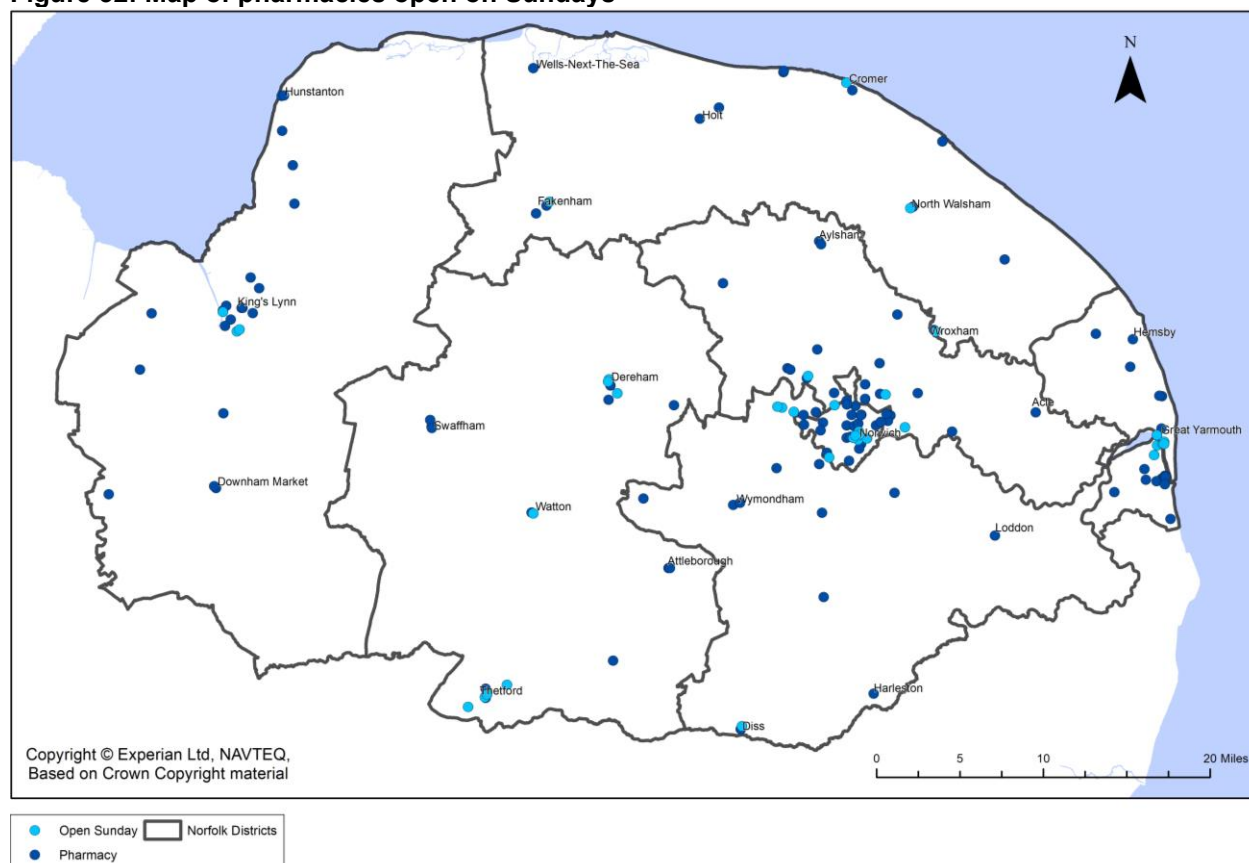 Figure Map of pharmacies open on Sundays
N
Wells-Next-The-Sea
Cromer
Hunstanton
Holt
Fakenham
North Walsham
Aylsham
King's Lynn
Wroxham
Hemsby
Dereham
Acle
Swaffham
Norwich
Great Yarmouth
Downham Market
Watton
Wymondham
Loddon
Attleborough
Thetford
Harleston
Diss
Copyright © Experian Ltd, NAVTEQ,
Based on Crown Copyright material
0 5 10 20 Miles
Open Sunday Norfolk Districts
Pharmacy